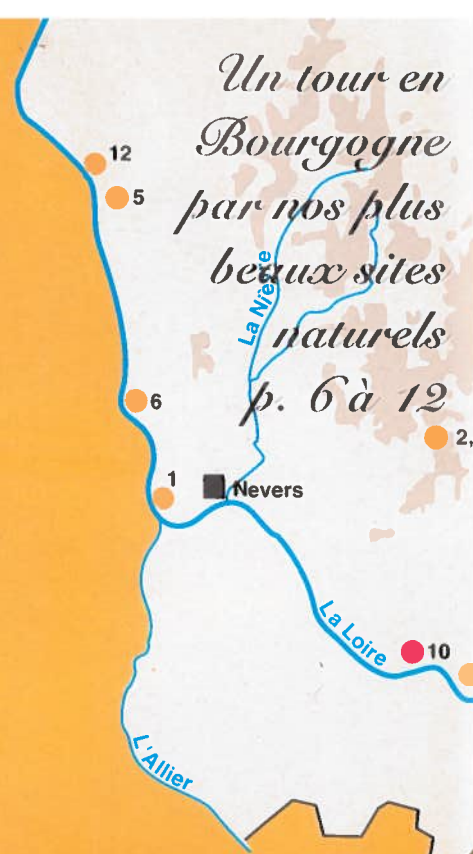 Un tour en
Bourgogne
par nos plus
beaux sites
naturels
p. 6 à 12
12
5
La Nièvre
6
2,
1
Nevers
La Loire
10
L'Allier